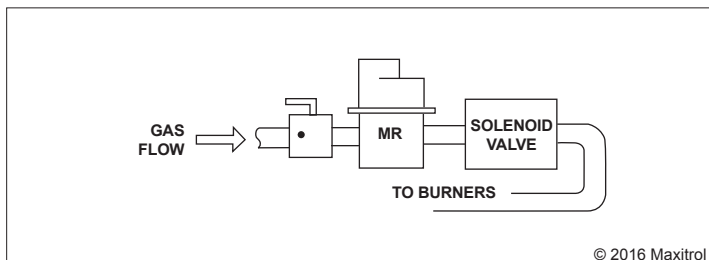 GAS
FLOW
MR
SOLENOID
VALVE
TO BURNERS
© 2016 Maxitrol